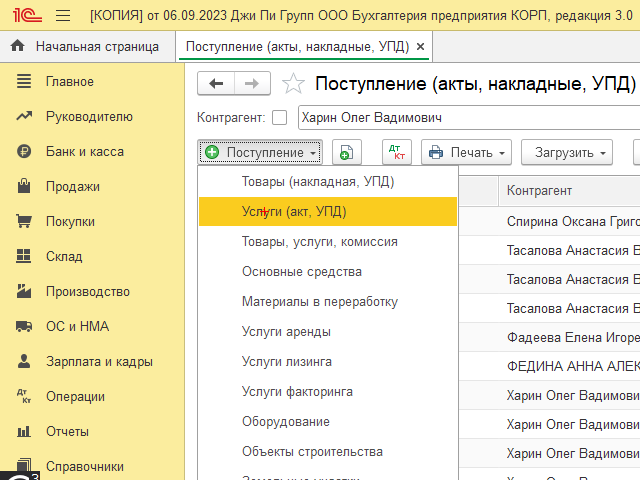 1С [КОПИЯ] от 06.09.2023 Джи Пи Групп ООО Бухгалтерия предприятия КОРП, редакция 3.0
Начальная страница
Поступление (акты, накладные, УПД) ×
Главное
Руководителю
Банк и касса
Продажи
Покупки
Склад
Производство
ОС и НМА
Зарплата и кадры
Дт Кт Операции
Отчеты
Справочники
3
Поступление (акты, накладные, УПД)
Контрагент: Харин Олег Вадимович
Поступление
Дт Кт
Печать
Загрузить
Товары (накладная, УПД)
Услуги (акт, УПД)
Товары, услуги, комиссия
Основные средства
Материалы в переработку
Услуги аренды
Услуги лизинга
Услуги факторинга
Оборудование
Объекты строительства
Земельные участки
Контрагент
Спирина Оксана Григо
Тасалова Анастасия В
Тасалова Анастасия В
Тасалова Анастасия В
Фадеева Елена Игоре
ФЕДИНА АННА АЛЕК
Харин Олег Вадимови
Харин Олег Вадимови
Харин Олег Вадимови